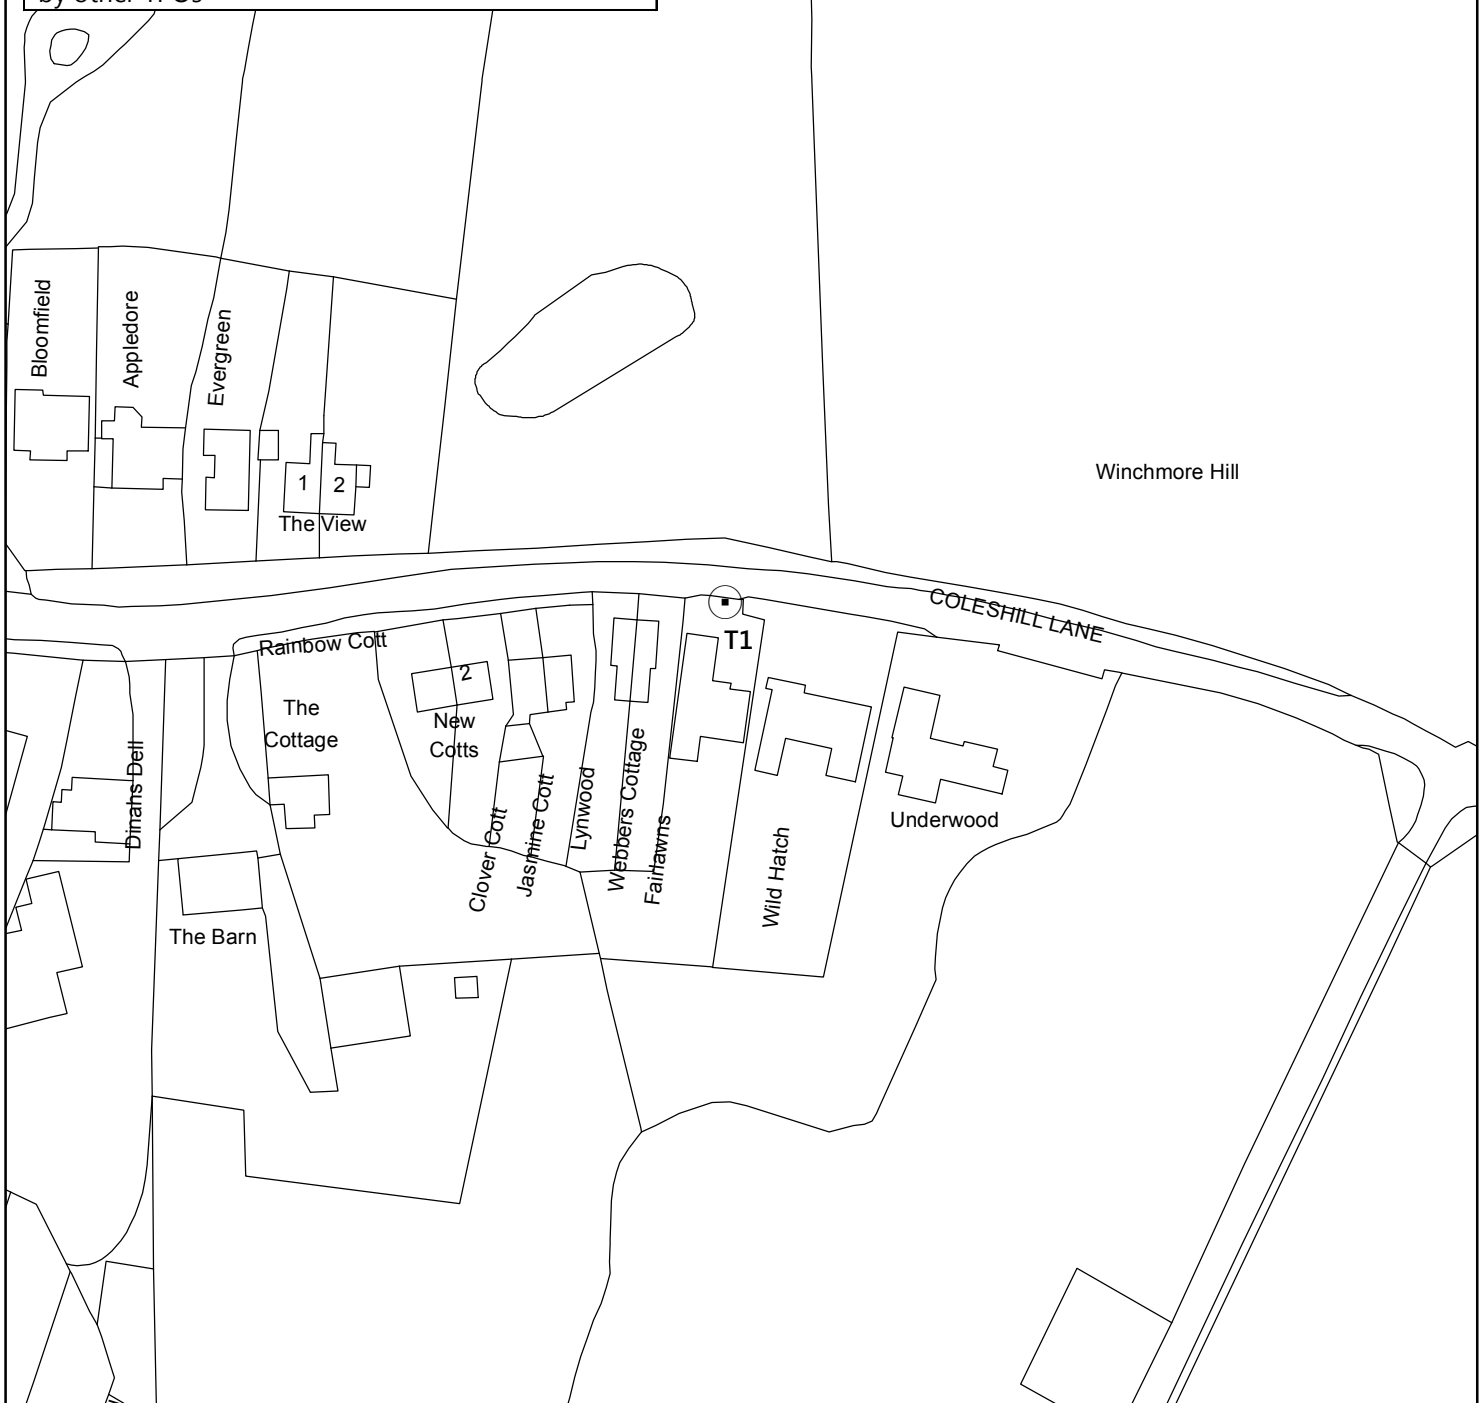 by other TPOs
Bloomfield
Appledore
Evergreen
1
2
The View
Winchmore Hill
COLESHILL LANE
T1
Rainbow Cott
2
The
Cottage
New
Cotts
Dinahs Dell
Clover Cott
Jasmine Cott
Lynwood
Webbers Cottage
Fairlawns
Wild Hatch
Underwood
The Barn